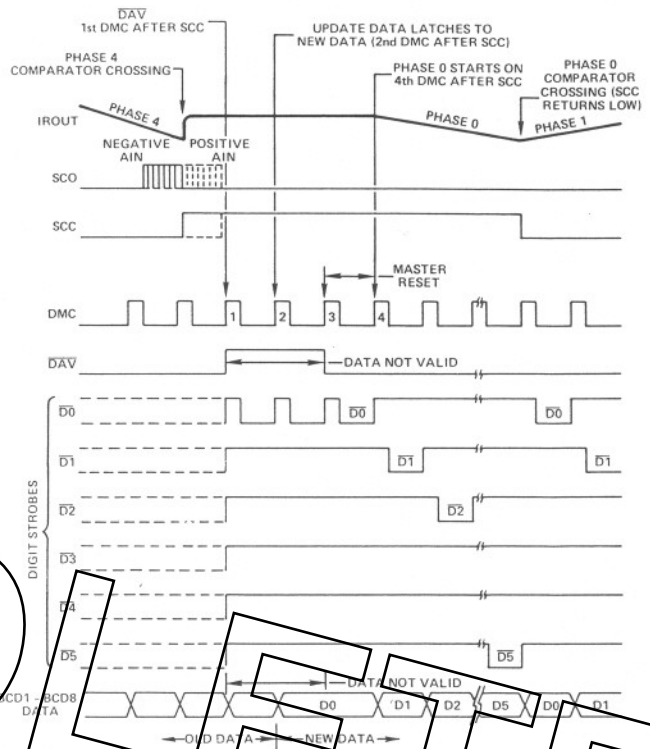 DAV
1st DMC AFTER SCC
UPDATE DATA LATCHES TO
NEW DATA (2nd DMC AFTER SCC)
PHASE 4
COMPARATOR CROSSING
PHASE 0 STARTS ON
4th DMC AFTER SCC
PHASE 0
COMPARATOR
CROSSING (SCC
RETURNS LOW)
IROUT
PHASE 4
PHASE 0
PHASE 1
NEGATIVE
AIN
POSITIVE
AIN
SCO
SCC
MASTER
RESET
DMC
1
2
3
4
DAV
DATA NOT VALID
D0
D0
D0
D1
D1
D1
D2
D2
D3
D4
D5
D5
DIGIT STROBES
DATA NOT VALID
BCD1 - BCD8
DATA
D0
D1
D2
D5
D0
D1
OLD DATA
NEW DATA